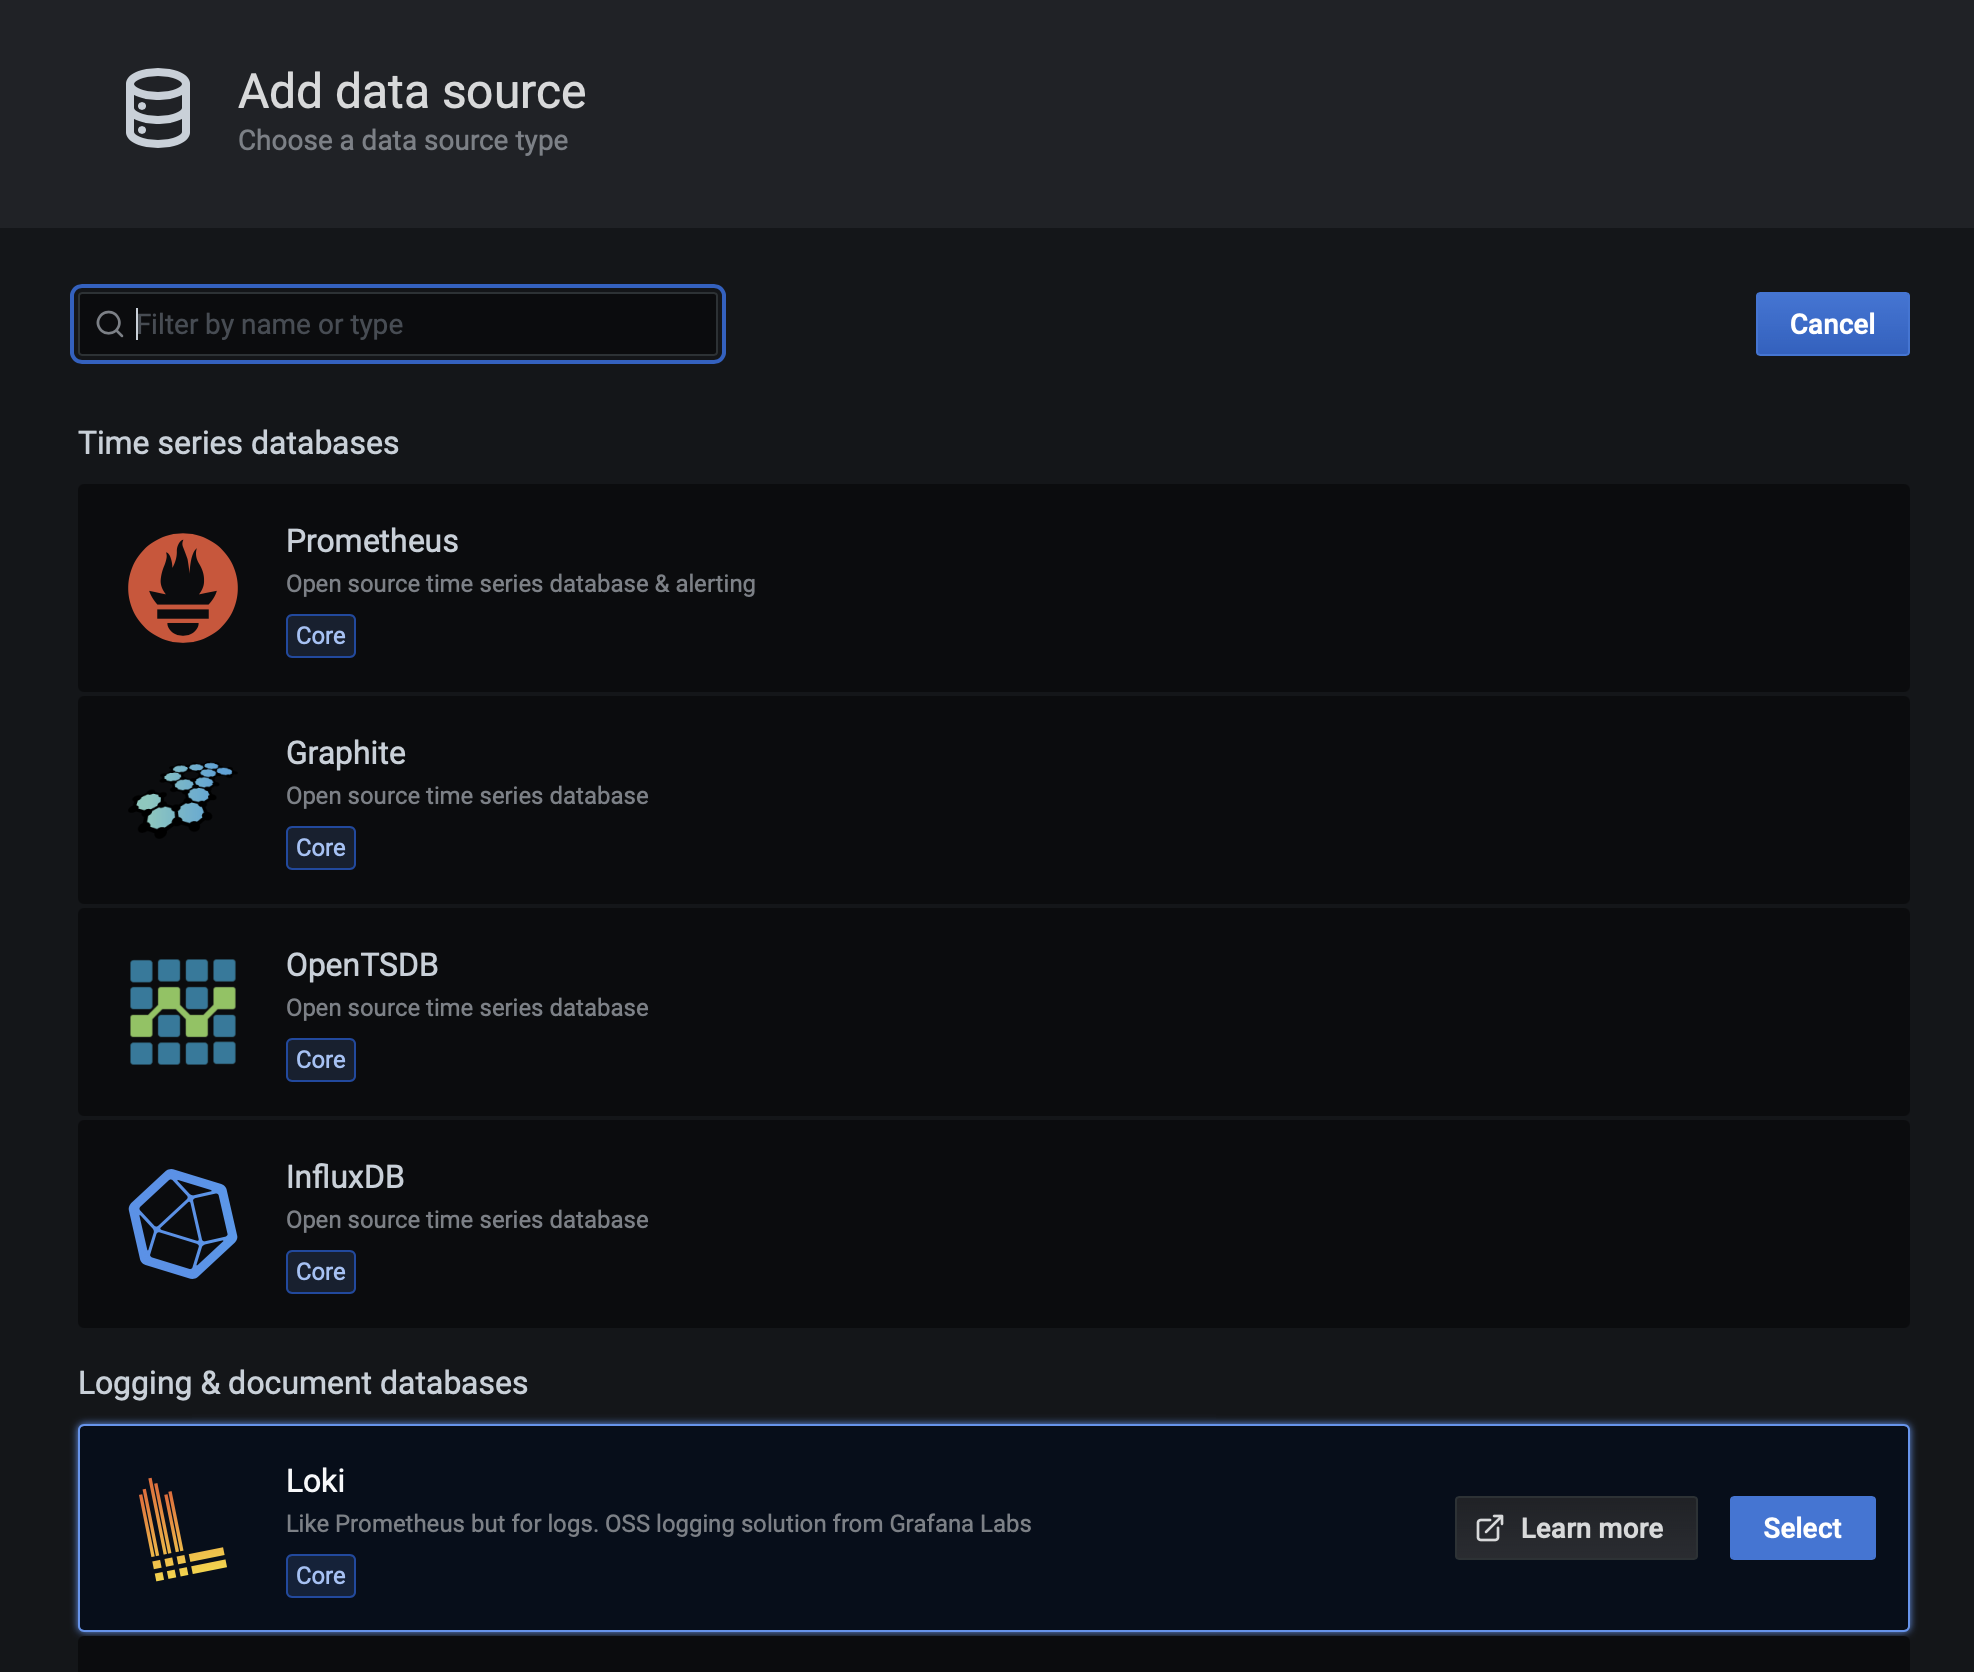 Add data source
Choose a data source type
Filter by name or type
Cancel
Time series databases
Prometheus
Open source time series database & alerting
Core
Graphite
Open source time series database
Core
OpenTSDB
Open source time series database
Core
InfluxDB
Open source time series database
Core
Logging & document databases
Loki
Like Prometheus but for logs. OSS logging solution from Grafana Labs
Core
Learn more
Select